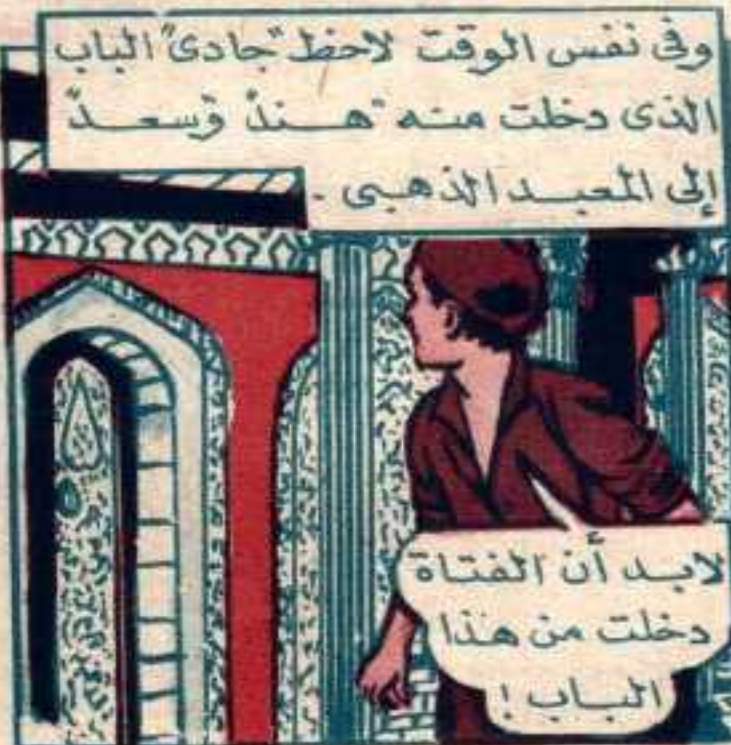 وفى نفس الوقت لاحظ "جادى" الباب
الذى دخلت منه "هند وسعد"
إلى المعبد الذهبى .
لابد أن الفتاة
دخلت من هذا
الباب !